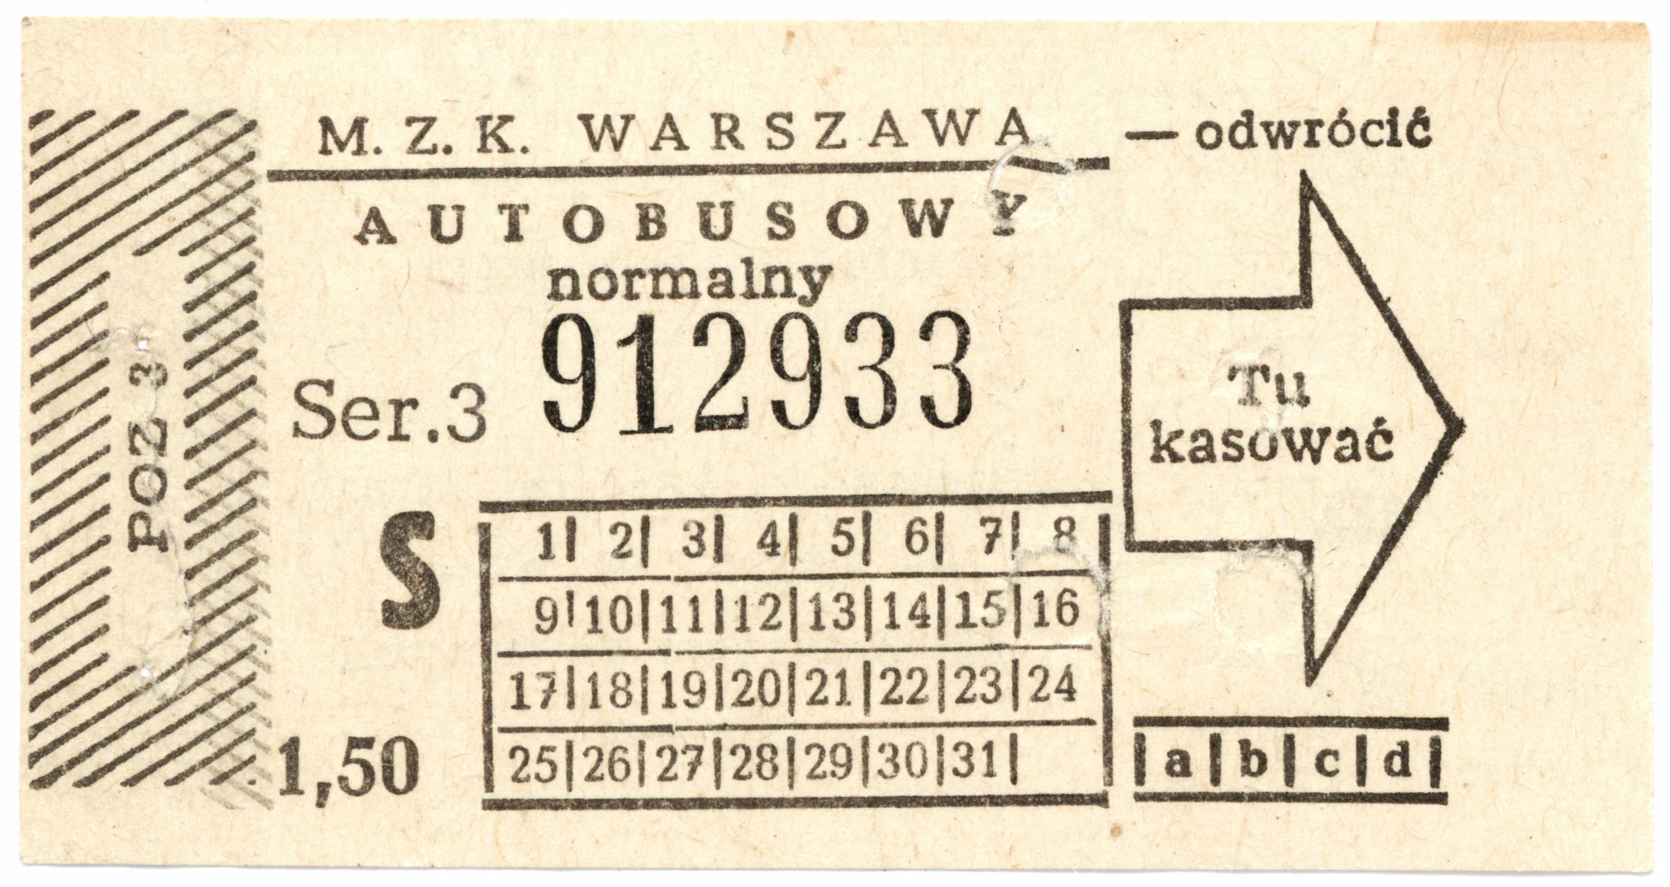 M. Z. K. WARSZAWA
— odwrócić
AUTOBUSOWY
normalny
Ser.3 912933
POZ 3
Tu
kasować
S
1 2 3 4 5 6 7 8
9 10 11 12 13 14 15 16
17 18 19 20 21 22 23 24
25 26 27 28 29 30 31
1,50
a b c d